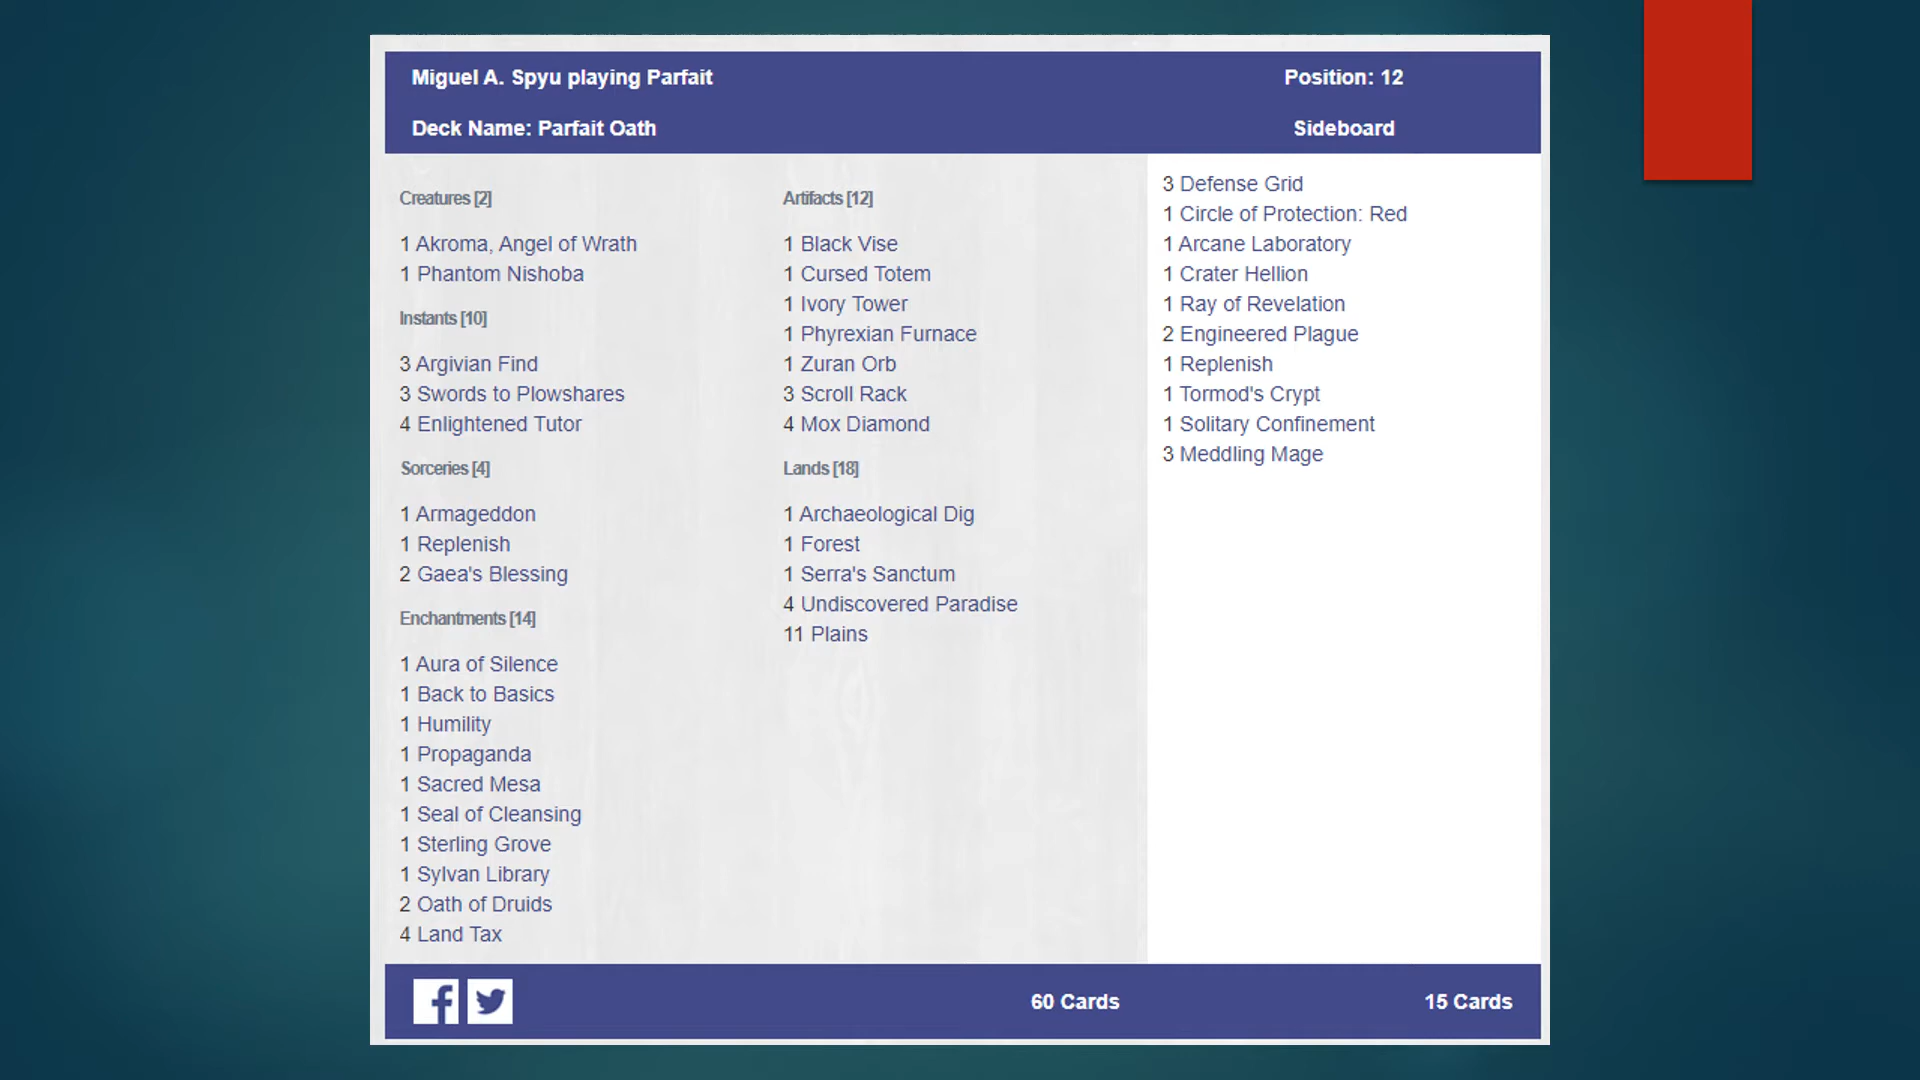 Miguel A. Spyu playing Parfait
Position: 12
Deck Name: Parfait Oath
Sideboard
Creatures [2]
1 Akroma, Angel of Wrath
1 Phantom Nishoba
Instants [10]
3 Argivian Find
3 Swords to Plowshares
4 Enlightened Tutor
Sorceries [4]
1 Armageddon
1 Replenish
2 Gaea's Blessing
Enchantments [14]
1 Aura of Silence
1 Back to Basics
1 Humility
1 Propaganda
1 Sacred Mesa
1 Seal of Cleansing
1 Sterling Grove
1 Sylvan Library
2 Oath of Druids
4 Land Tax
Artifacts [12]
1 Black Vise
1 Cursed Totem
1 Ivory Tower
1 Phyrexian Furnace
1 Zuran Orb
3 Scroll Rack
4 Mox Diamond
Lands [18]
1 Archaeological Dig
1 Forest
1 Serra's Sanctum
4 Undiscovered Paradise
11 Plains
3 Defense Grid
1 Circle of Protection: Red
1 Arcane Laboratory
1 Crater Hellion
1 Ray of Revelation
2 Engineered Plague
1 Replenish
1 Tormod's Crypt
1 Solitary Confinement
3 Meddling Mage
60 Cards
15 Cards